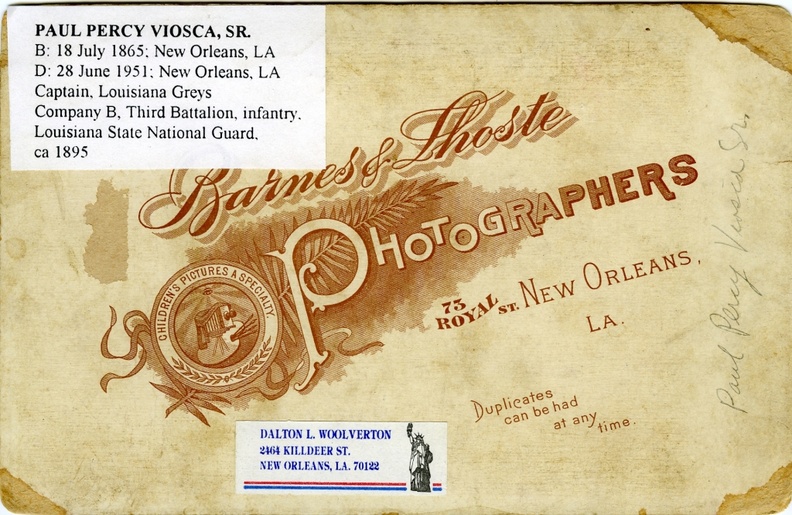 PAUL PERCY VIOSCA, SR.
B: 18 July 1865; New Orleans, LA
D: 28 June 1951; New Orleans, LA
Captain, Louisiana Greys
Company B, Third Battalion, infantry.
Louisiana State National Guard.
ca 1895
Barnes & Lhoste
PHOTOGRAPHERS
CHILDREN'S PICTURES A SPECIALTY.
73
ROYAL ST. NEW ORLEANS,
LA.
Duplicates
can be had
at any
time.
Paul Percy Viosca Sr.
DALTON L. WOOLVERTON
2464 KILLDEER ST.
NEW ORLEANS, LA. 70122